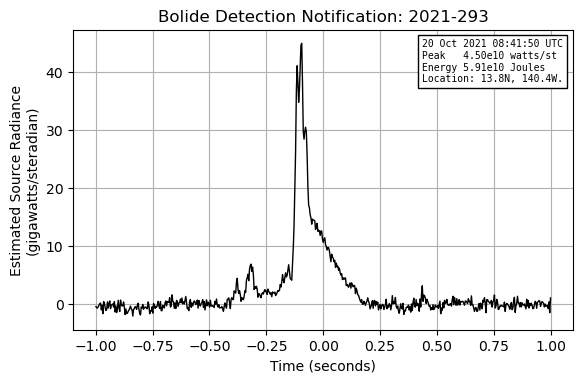 Bolide Detection Notification: 2021-293
20 Oct 2021 08:41:50 UTC
Peak   4.50e10 watts/st
Energy 5.91e10 Joules
Location: 13.8N, 140.4W.
Estimated Source Radiance
(gigawatts/steradian)
40
30
20
10
0
−1.00 −0.75 −0.50 −0.25 0.00 0.25 0.50 0.75 1.00
Time (seconds)